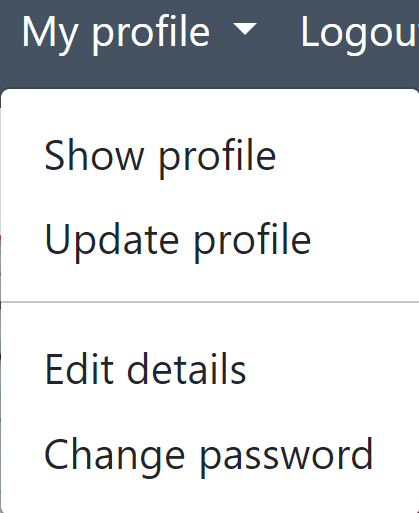 My profile Logou
Show profile
Update profile
Edit details
Change password